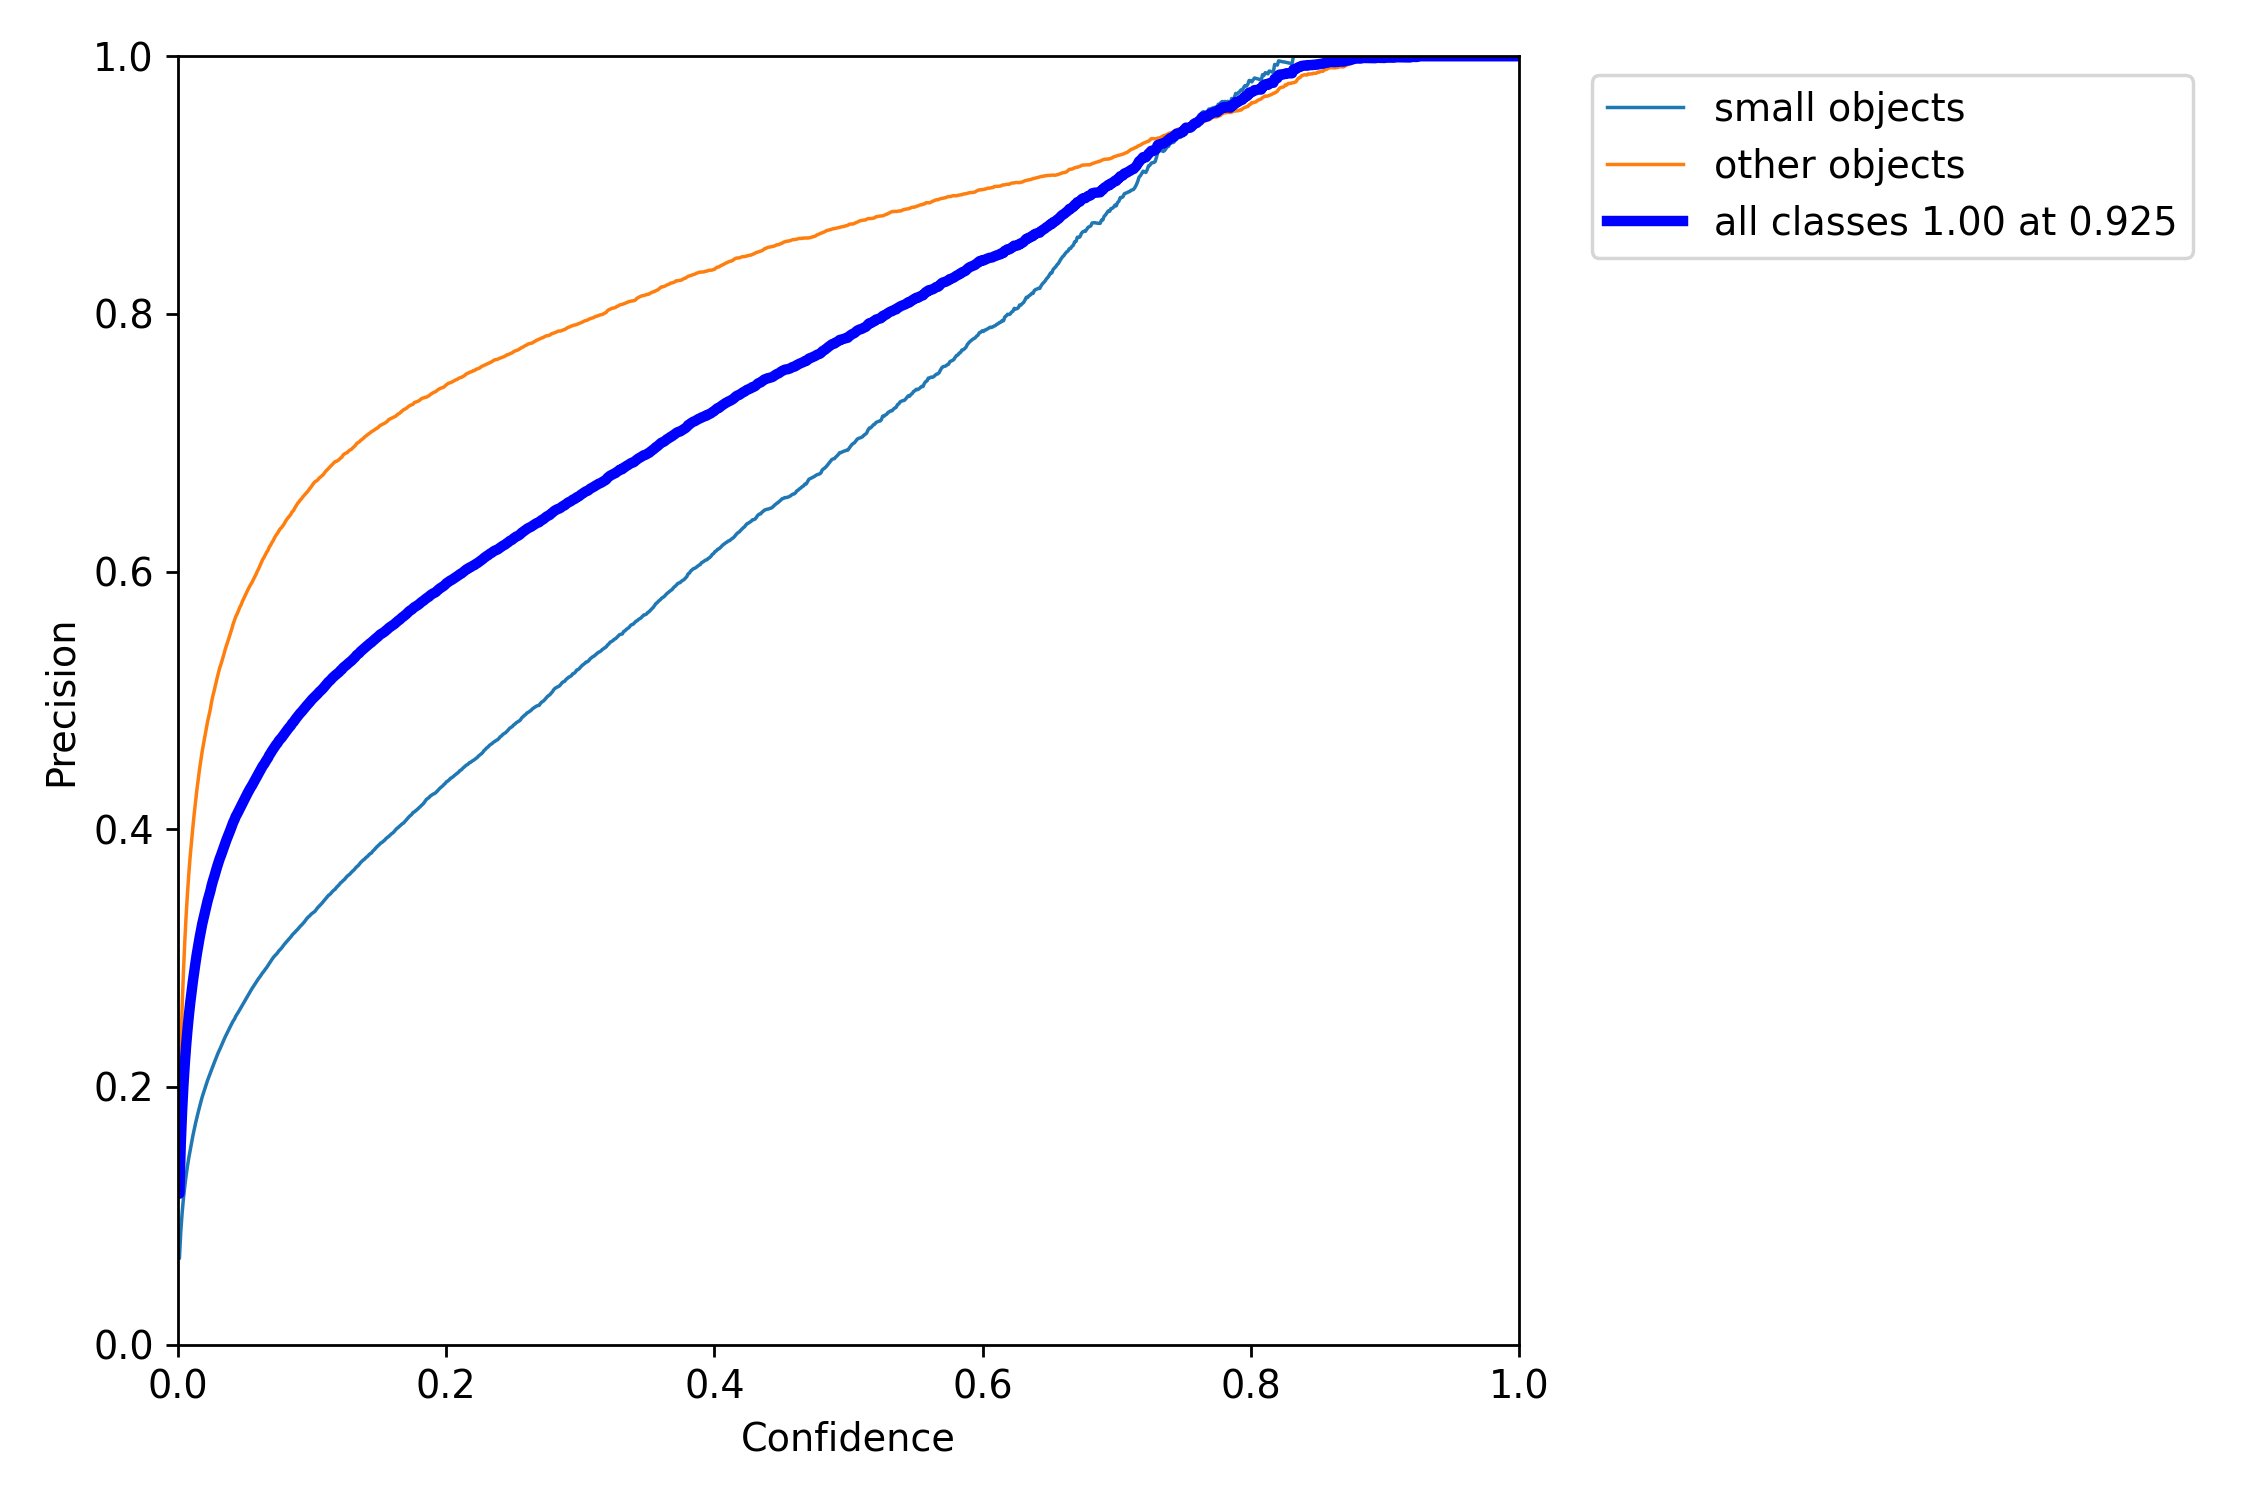 1.0
0.8
0.6
0.4
0.2
0.0
Precision
0.0 0.2 0.4 0.6 0.8 1.0
Confidence
small objects
other objects
all classes 1.00 at 0.925